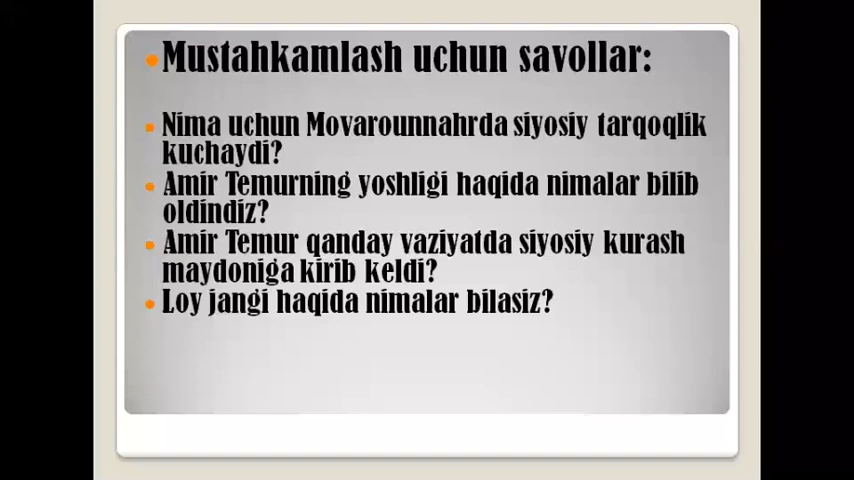 Mustahkamlash uchun savollar:
Nima uchun Movarounnahrda siyosiy tarqoqlik
kuchaydi?
Amir Temurning yoshligi haqida nimalar bilib
oldindiz?
Amir Temur qanday vaziyatda siyosiy kurash
maydoniga kirib keldi?
Loy jangi haqida nimalar bilasiz?